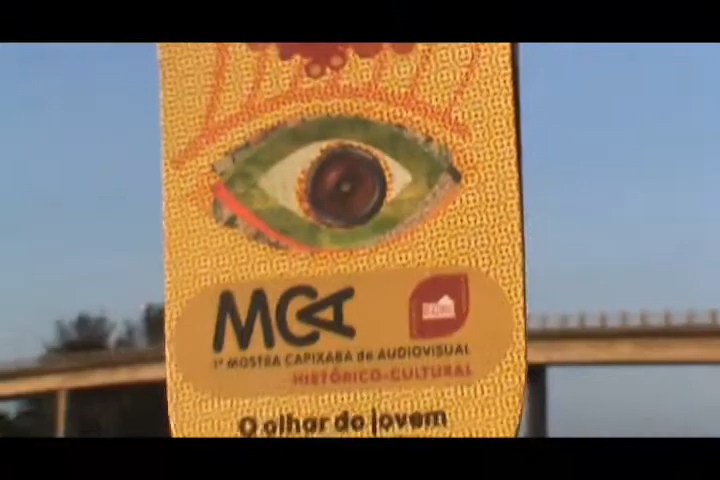 MCA
1ª MOSTRA CAPIXABA de AUDIOVISUAL
HISTÓRICO-CULTURAL
O olhar do jovem